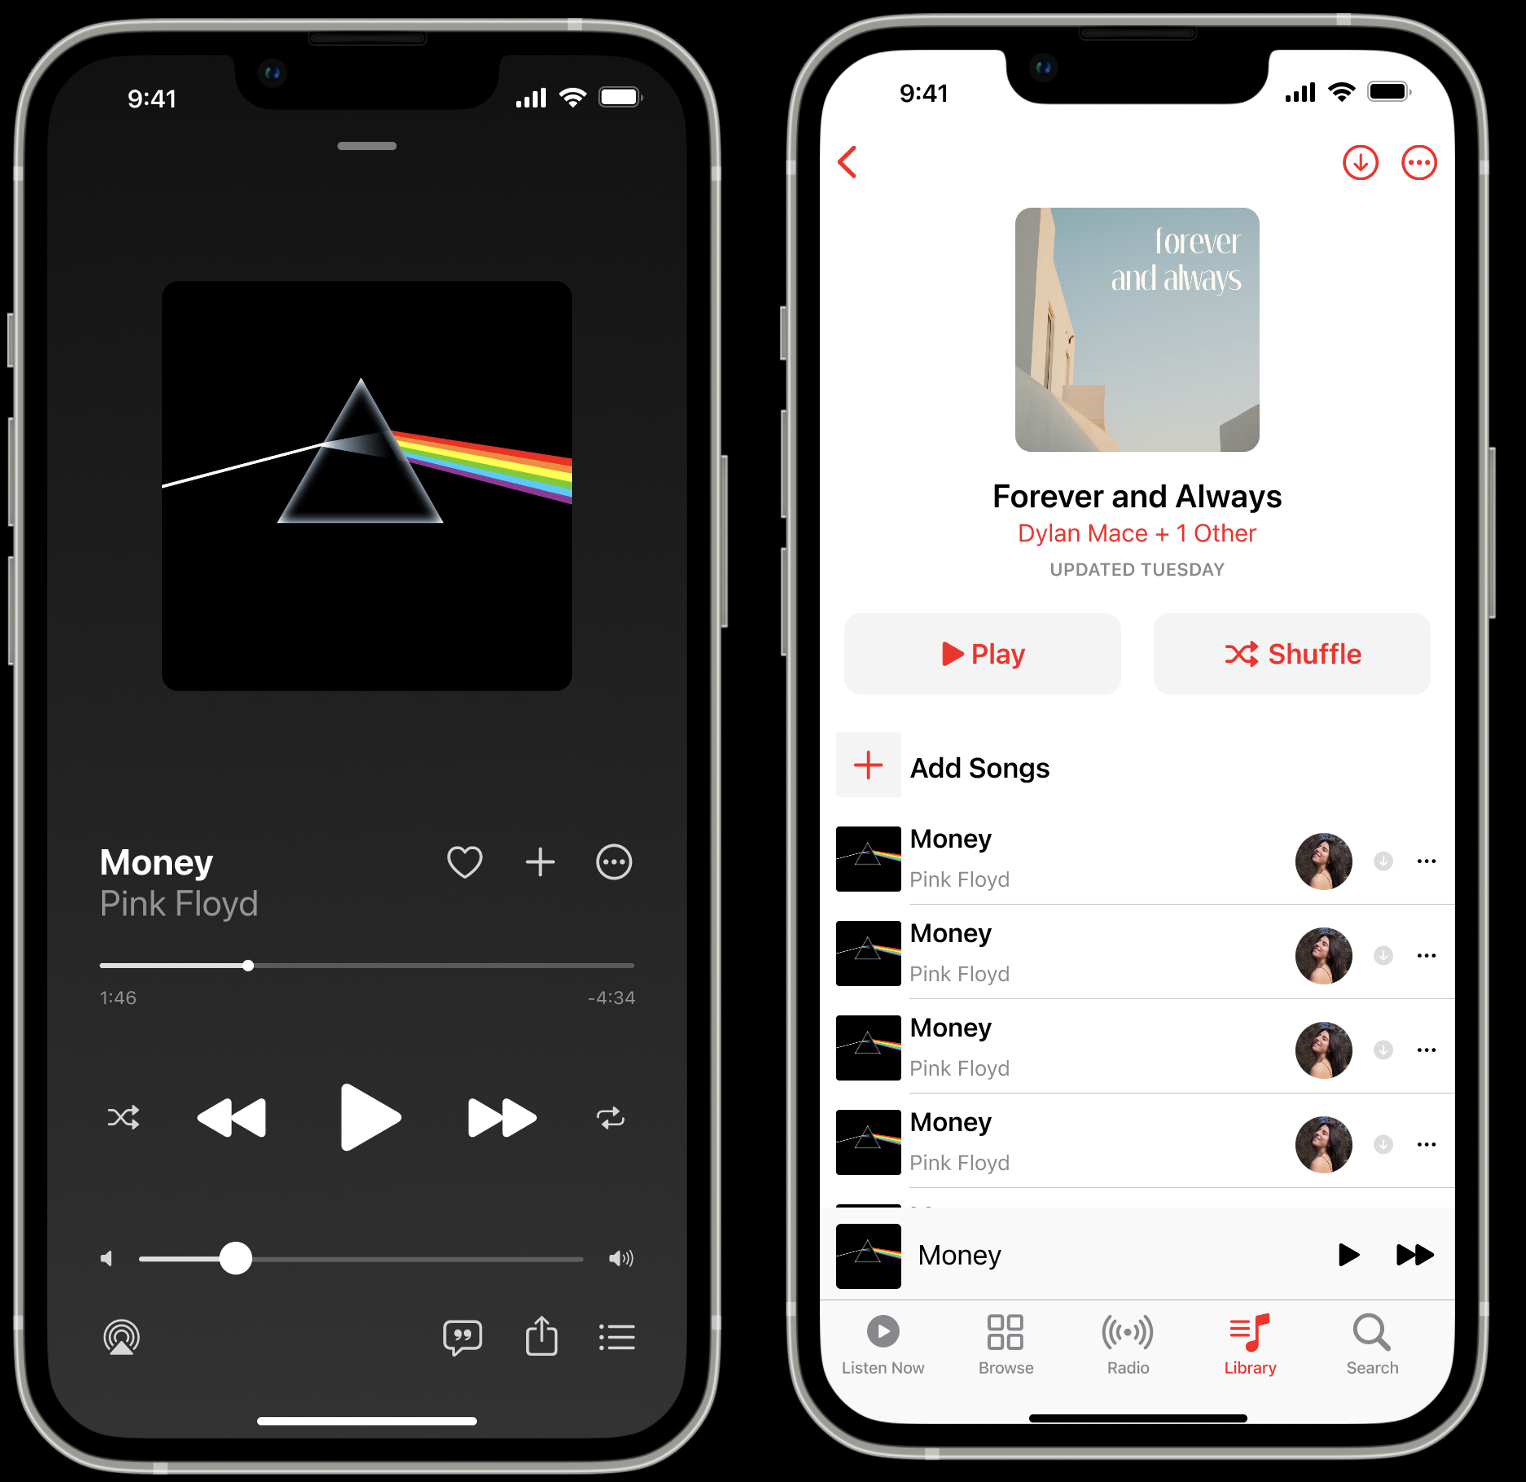 9:41
Money
Pink Floyd
1:46
-4:34
9:41
forever
and always
Forever and Always
Dylan Mace + 1 Other
UPDATED TUESDAY
Play
Shuffle
Add Songs
Money
Pink Floyd
Money
Pink Floyd
Money
Pink Floyd
Money
Pink Floyd
Money
Listen Now
Browse
Radio
Library
Search